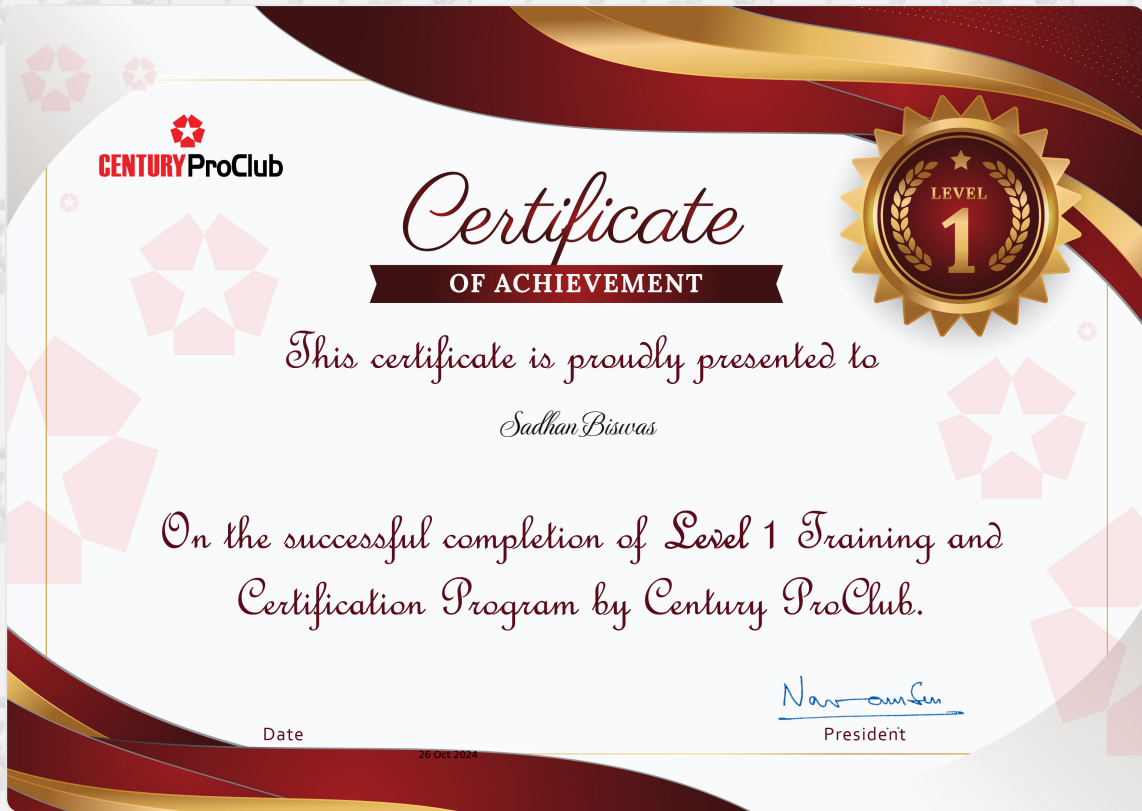 CENTURY ProClub
LEVEL
1
Certificate
OF ACHIEVEMENT
This certificate is proudly presented to
Sadhan Biswas
On the successful completion of Level 1 Training and
Certification Program by Century ProClub.
Date
President
26 Oct 2024